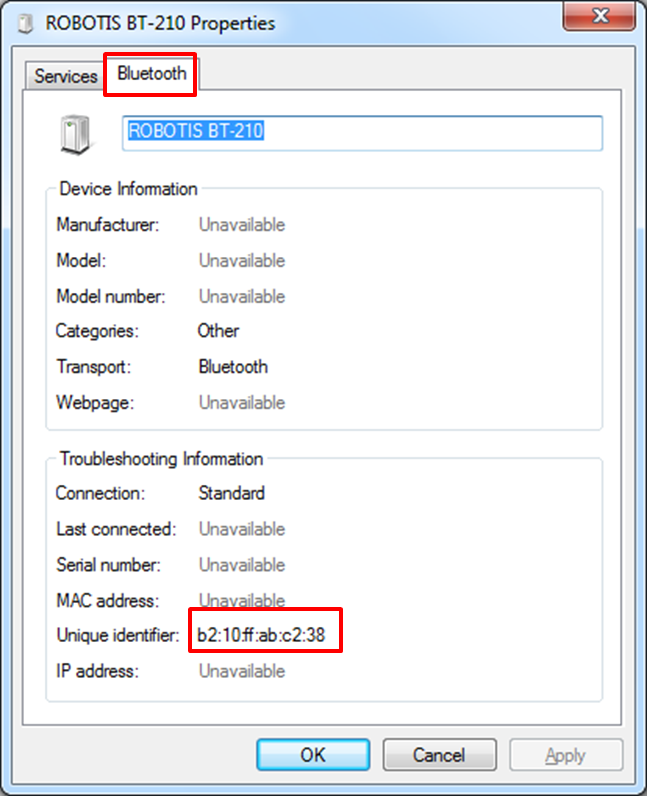 ROBOTIS BT-210 Properties
Services Bluetooth
ROBOTIS BT-210
Device Information
Manufacturer: Unavailable
Model: Unavailable
Model number: Unavailable
Categories: Other
Transport: Bluetooth
Webpage: Unavailable
Troubleshooting Information
Connection: Standard
Last connected: Unavailable
Serial number: Unavailable
MAC address: Unavailable
Unique identifier: b2:10:ff:ab:c2:38
IP address: Unavailable
OK Cancel Apply